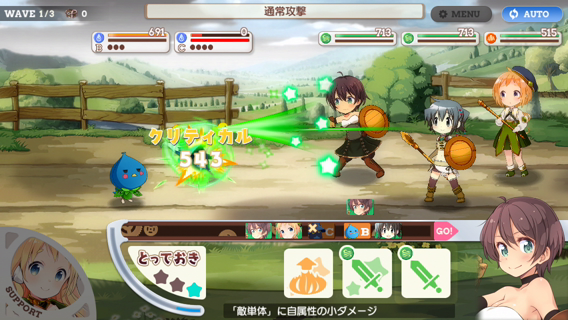 WAVE 1/3 0
通常攻撃
MENU
AUTO
691
B
0
C
713
713
515
クリティカル
543
C
B
GO!
とっておき
SUPPORT
「敵単体」に自属性の小ダメージ